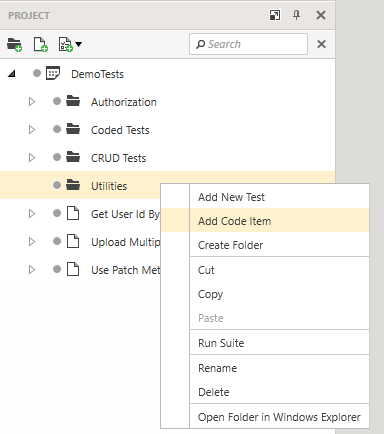 PROJECT
Search
DemoTests
Authorization
Coded Tests
CRUD Tests
Utilities
Get User Id By
Upload Multip
Use Patch Met
Add New Test
Add Code Item
Create Folder
Cut
Copy
Paste
Run Suite
Rename
Delete
Open Folder in Windows Explorer